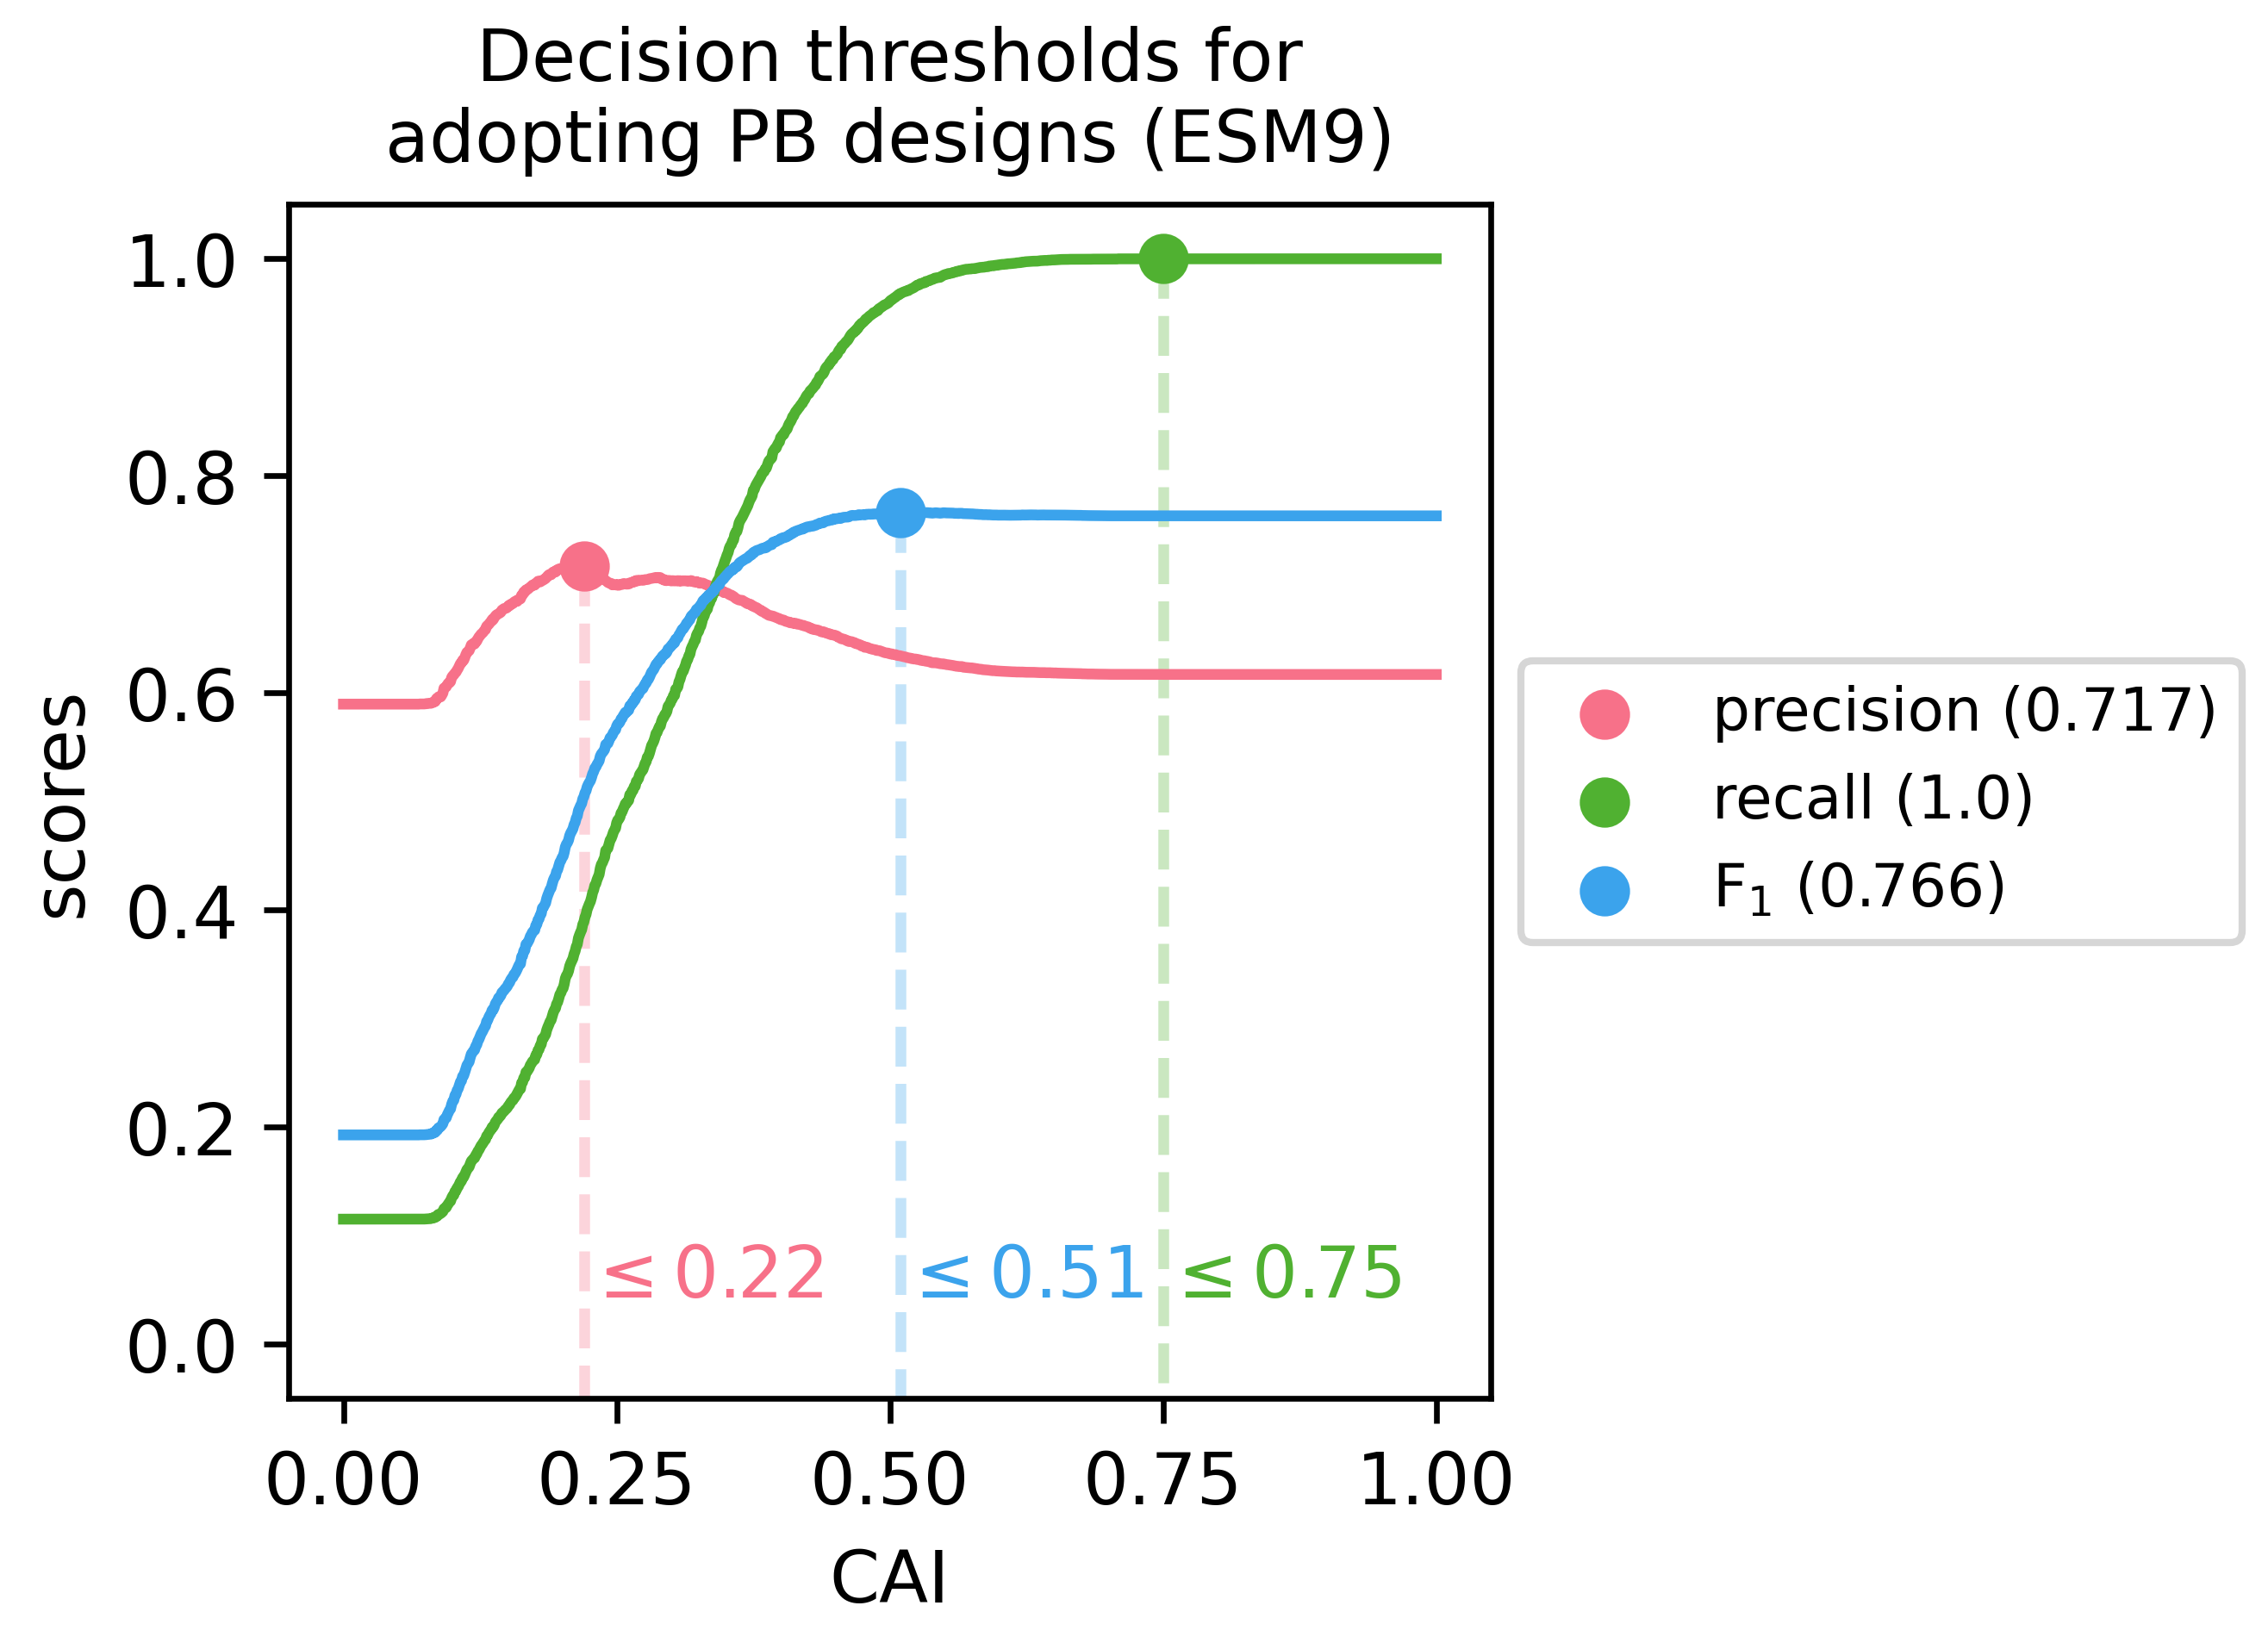 Decision thresholds for
adopting PB designs (ESM9)
scores
1.0
0.8
0.6
0.4
0.2
0.0
≤ 0.22
≤ 0.51
≤ 0.75
0.00
0.25
0.50
0.75
1.00
CAI
precision (0.717)
recall (1.0)
F₁ (0.766)